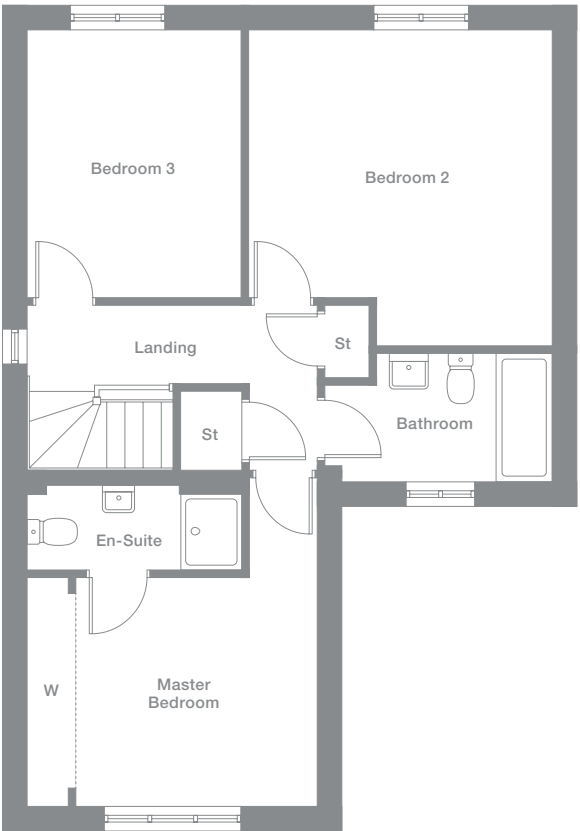 Bedroom 3
Bedroom 2
Landing
St
St
Bathroom
En-Suite
W
Master
Bedroom